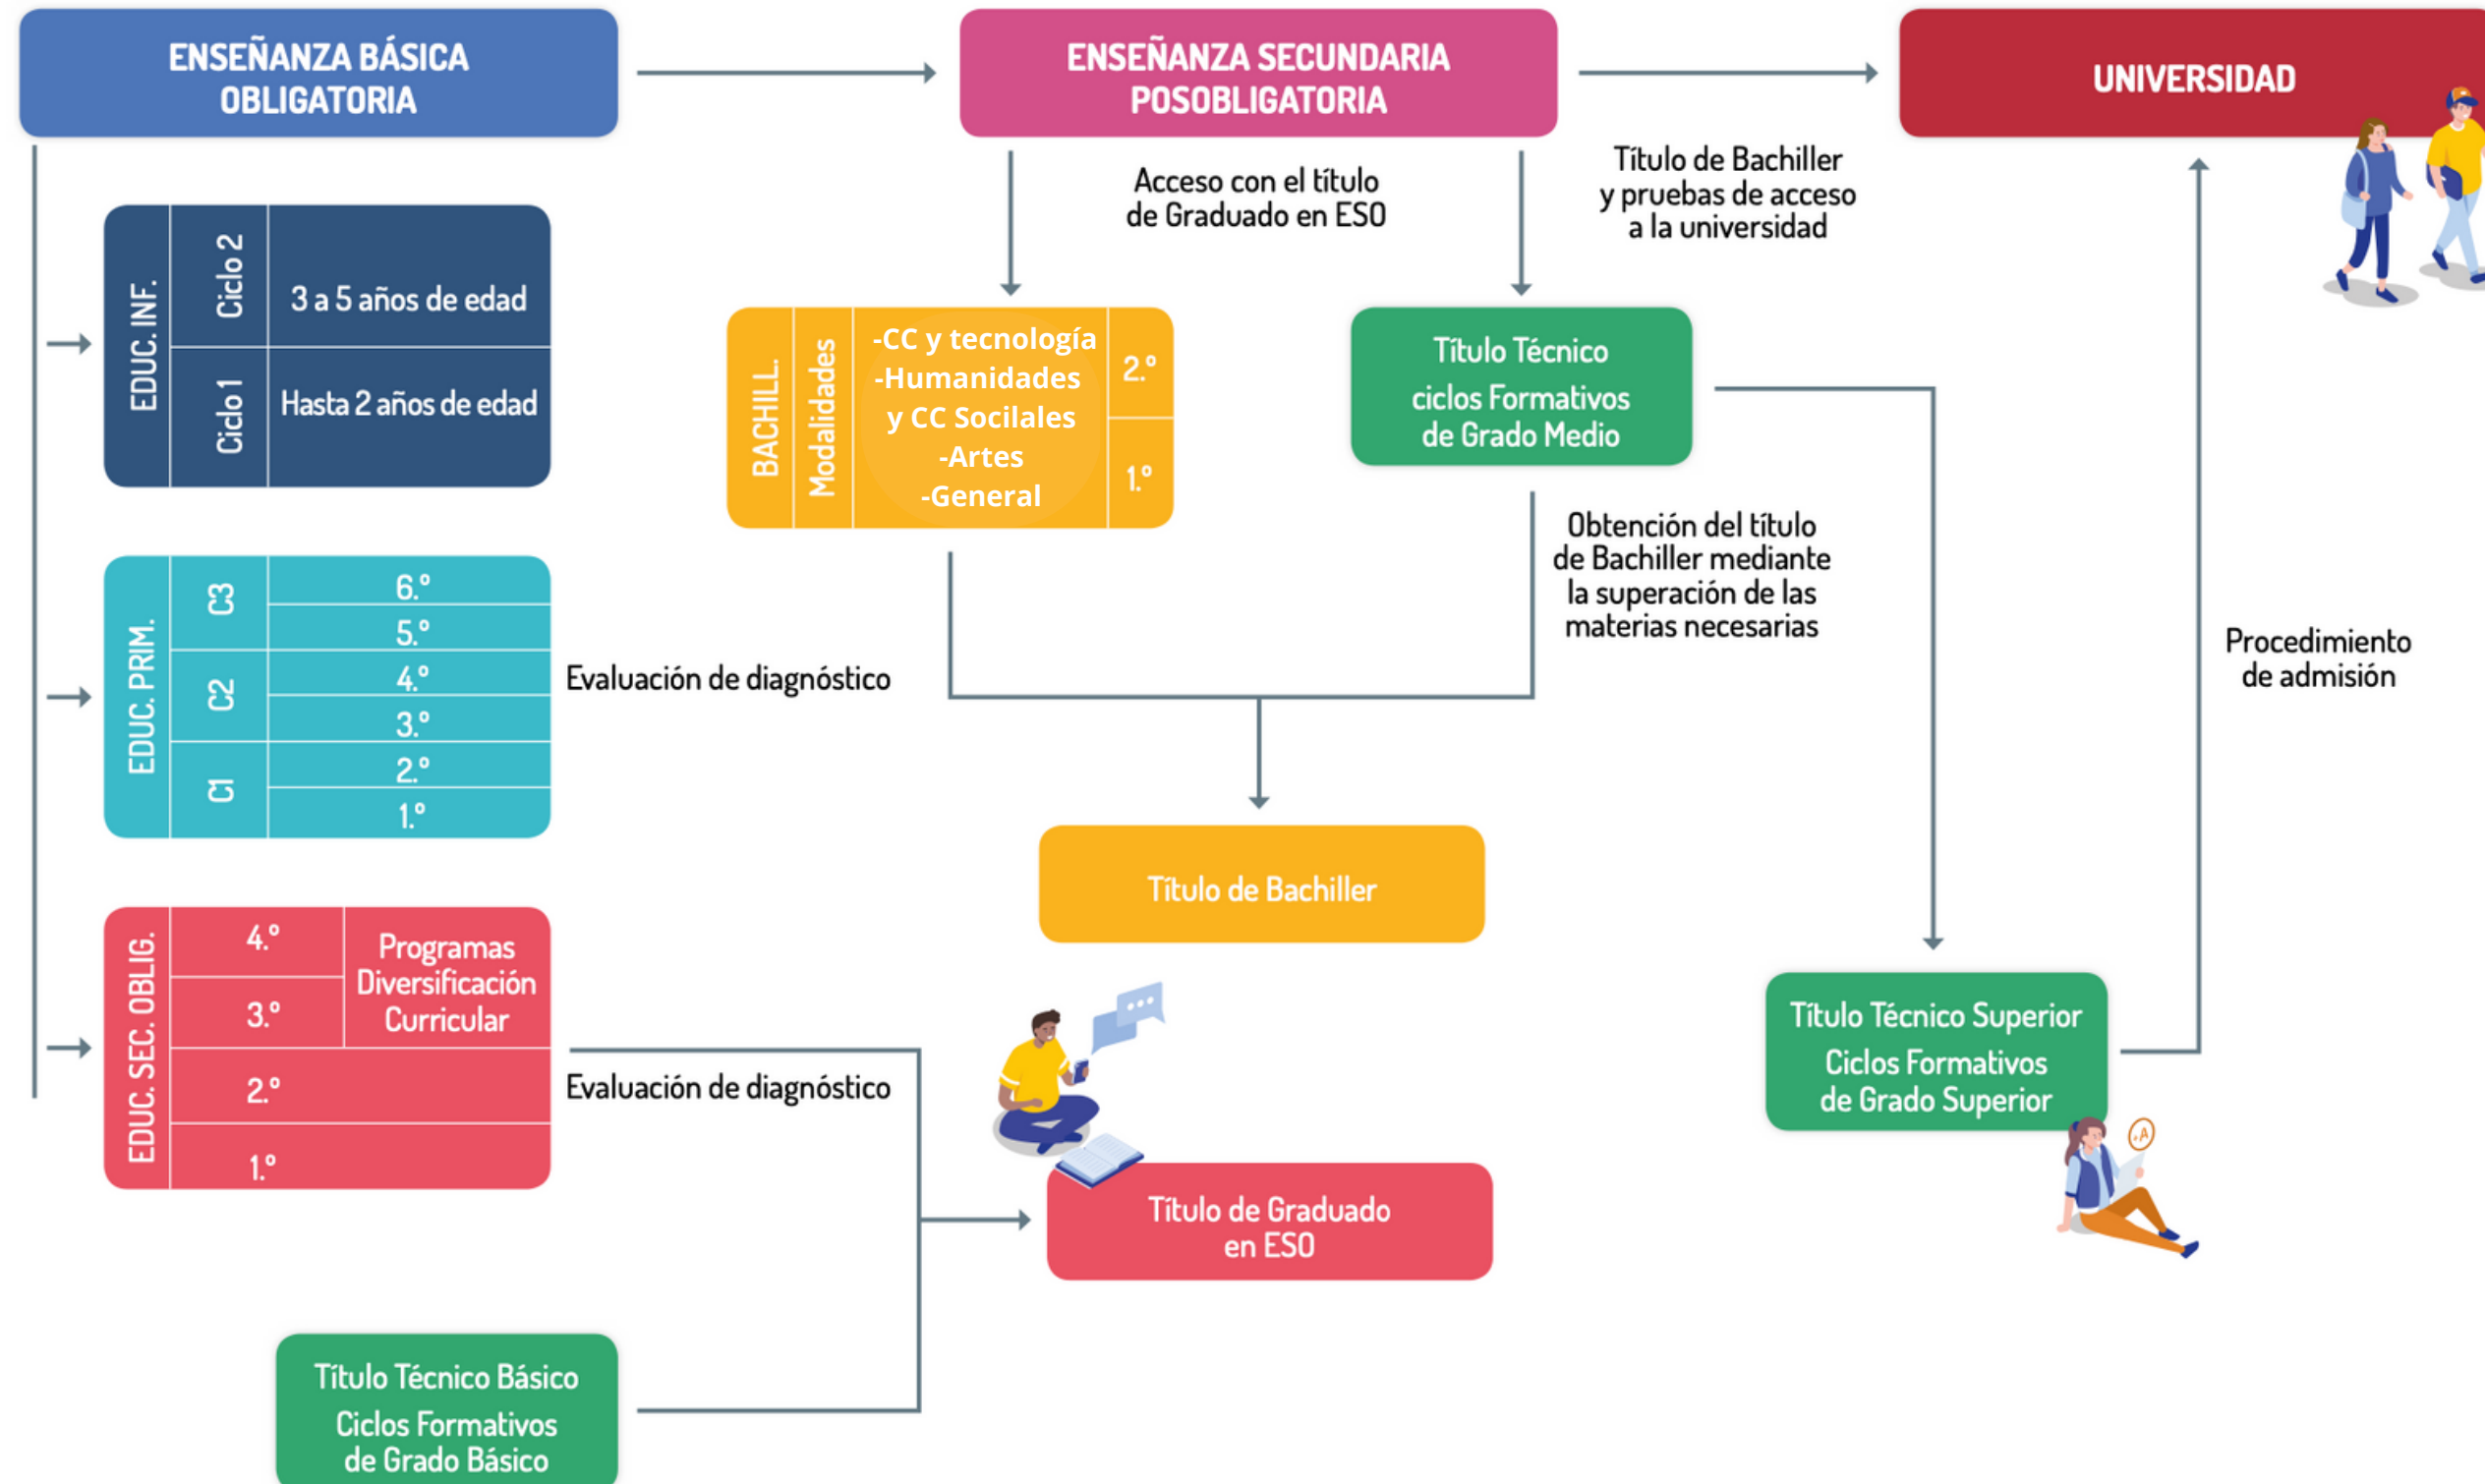 ENSEÑANZA BÁSICA
OBLIGATORIA
ENSEÑANZA SECUNDARIA
POSOBLIGATORIA
UNIVERSIDAD
Acceso con el título
de Graduado en ESO
Título de Bachiller
y pruebas de acceso
a la universidad
EDUC. INF.
Ciclo 2
3 a 5 años de edad
Ciclo 1
Hasta 2 años de edad
BACHILL.
Modalidades
-CC y tecnología
-Humanidades
y CC Socilales
-Artes
-General
2.º
1.º
Título Técnico
ciclos Formativos
de Grado Medio
Obtención del título
de Bachiller mediante
la superación de las
materias necesarias
EDUC. PRIM.
C3
6.º
5.º
C2
4.º
3.º
C1
2.º
1.º
Evaluación de diagnóstico
Procedimiento
de admisión
Título de Bachiller
EDUC. SEC. OBLIG.
4.º
3.º
Programas
Diversificación
Curricular
2.º
1.º
Evaluación de diagnóstico
Título Técnico Superior
Ciclos Formativos
de Grado Superior
A
Título de Graduado
en ESO
Título Técnico Básico
Ciclos Formativos
de Grado Básico